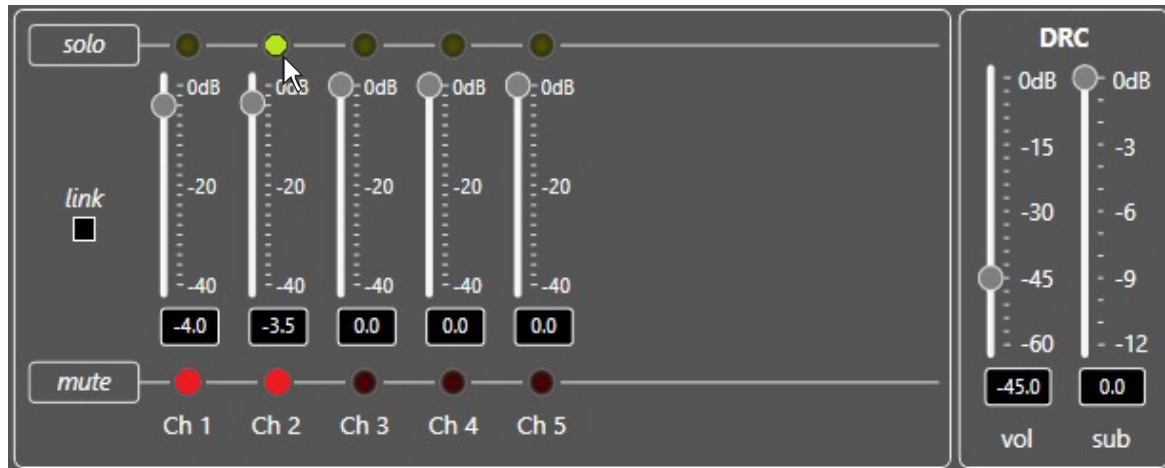 solo
DRC
0dB 0dB 0dB 0dB 0dB 0dB 0dB
-15 -3
-20 -20 -20 -20 -20
link
-30 -6
-40 -40 -40 -40 -40
-45 -9
-4.0 -3.5 0.0 0.0 0.0
-60 -12
mute
-45.0 0.0
Ch 1 Ch 2 Ch 3 Ch 4 Ch 5
vol sub